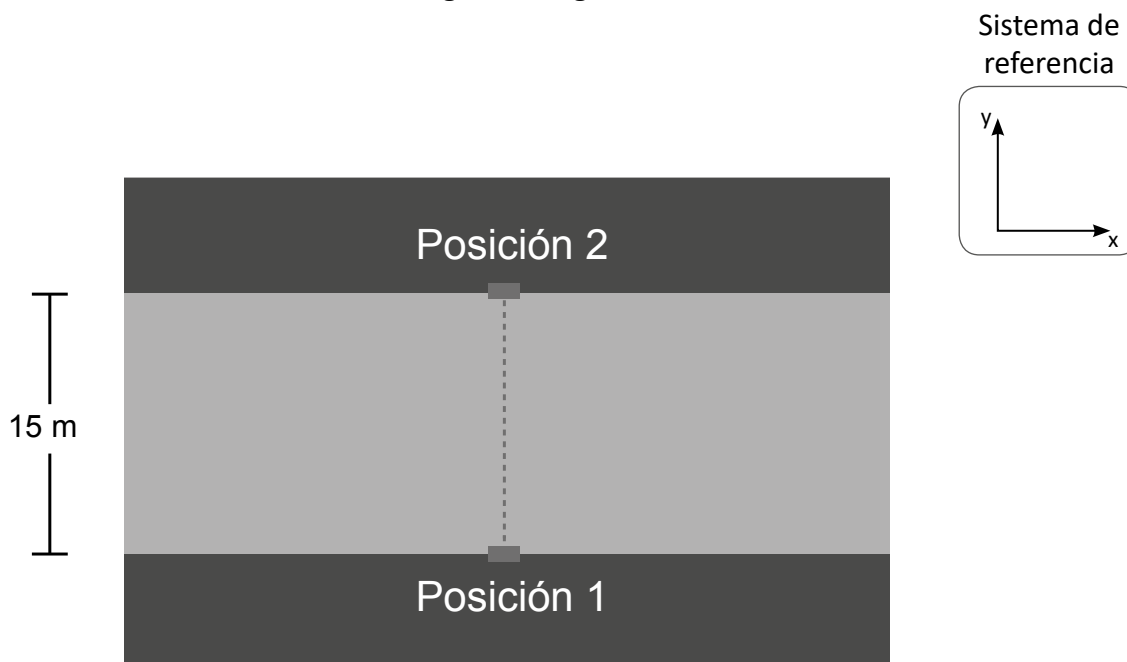 Sistema de
referencia
y
x
Posición 2
15 m
Posición 1